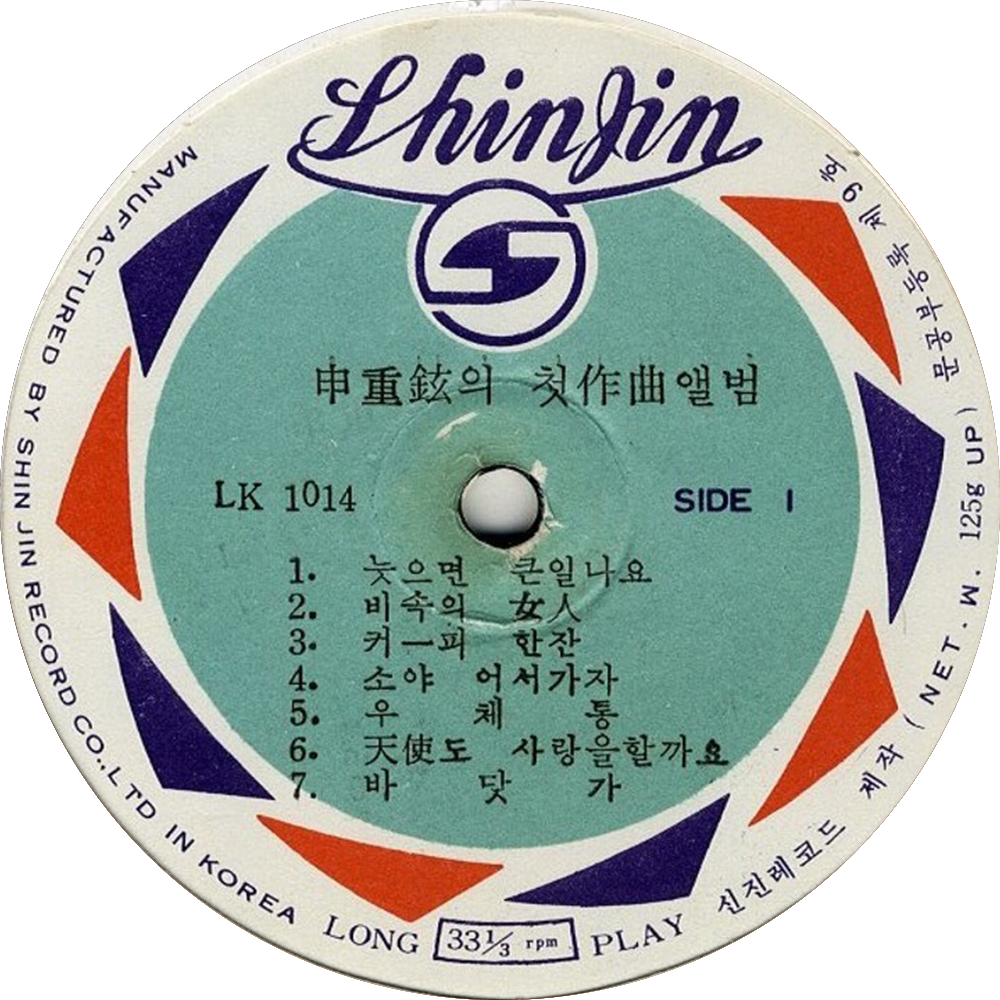 ShinJin
申重鉉의 첫作曲앨범
LK 1014
SIDE 1
1. 늦으면 큰일나요
2. 비속의 女人
3. 커ー피 한잔
4. 소야 어서가자
5. 우 체 통
6. 天使도 사랑을할까요
7. 바 닷 가
MANUFACTURED BY SHIN JIN RECORD CO.,LTD IN KOREA
LONG 33⅓ rpm PLAY
신진레코드 제작 (NET. W. 125g UP)
공부등록 제9호